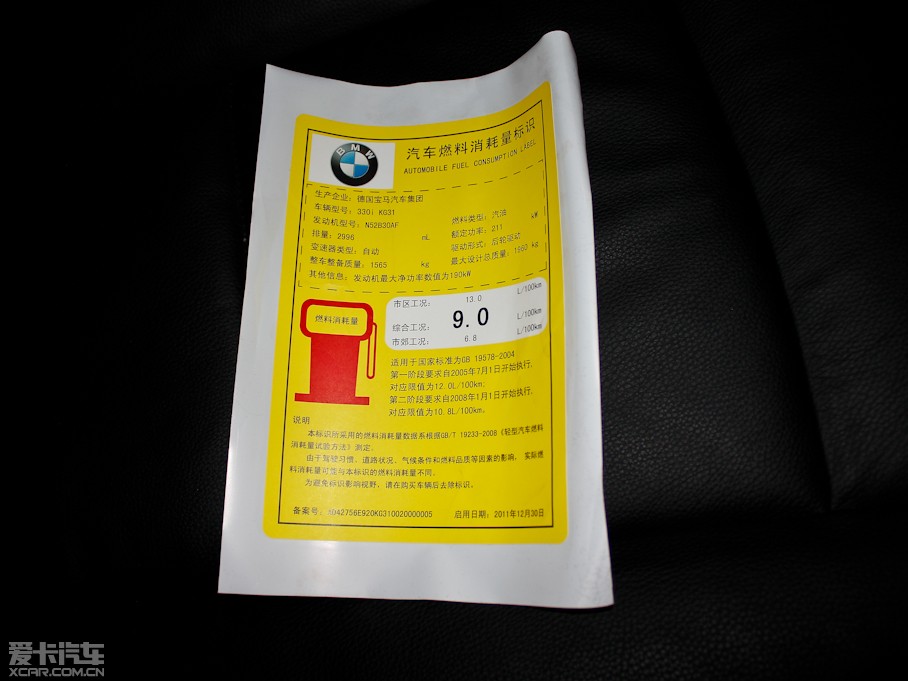 BMW
汽车燃料消耗量标识
AUTOMOBILE FUEL CONSUMPTION LABEL
生产企业: 德国宝马汽车集团
车辆型号: 330i KG31
发动机型号: N52B30AF 燃料类型: 汽油
排量: 2996 mL 额定功率: 211 kW
变速器类型: 自动 驱动形式: 后轮驱动
整车整备质量: 1565 kg 最大设计总质量: kg
其他信息: 发动机最大净功率数值为190kW
燃料消耗量
市区工况: 13.0 L/100km
综合工况: 9.0 L/100km
市郊工况: 6.8 L/100km
适用于国家标准为GB 19578-2004
第一阶段要求自2005年7月1日开始执行,
对应限值为12.0L/100km;
第二阶段要求自2008年1月1日开始执行,
对应限值为10.8L/100km。
说明
本标识所采用的燃料消耗量数据系根据GB/T 19233-2008《轻型汽车燃料
消耗量试验方法》测定。
由于驾驶习惯、道路状况、气候条件和燃料品质等因素的影响, 实际燃
料消耗量可能与本标识的燃料消耗量不同。
为避免标识影响视野, 请在购买车辆后去除标识。
备案号: 启用日期: 2011年12月30日
爱卡汽车
XCAR.COM.CN